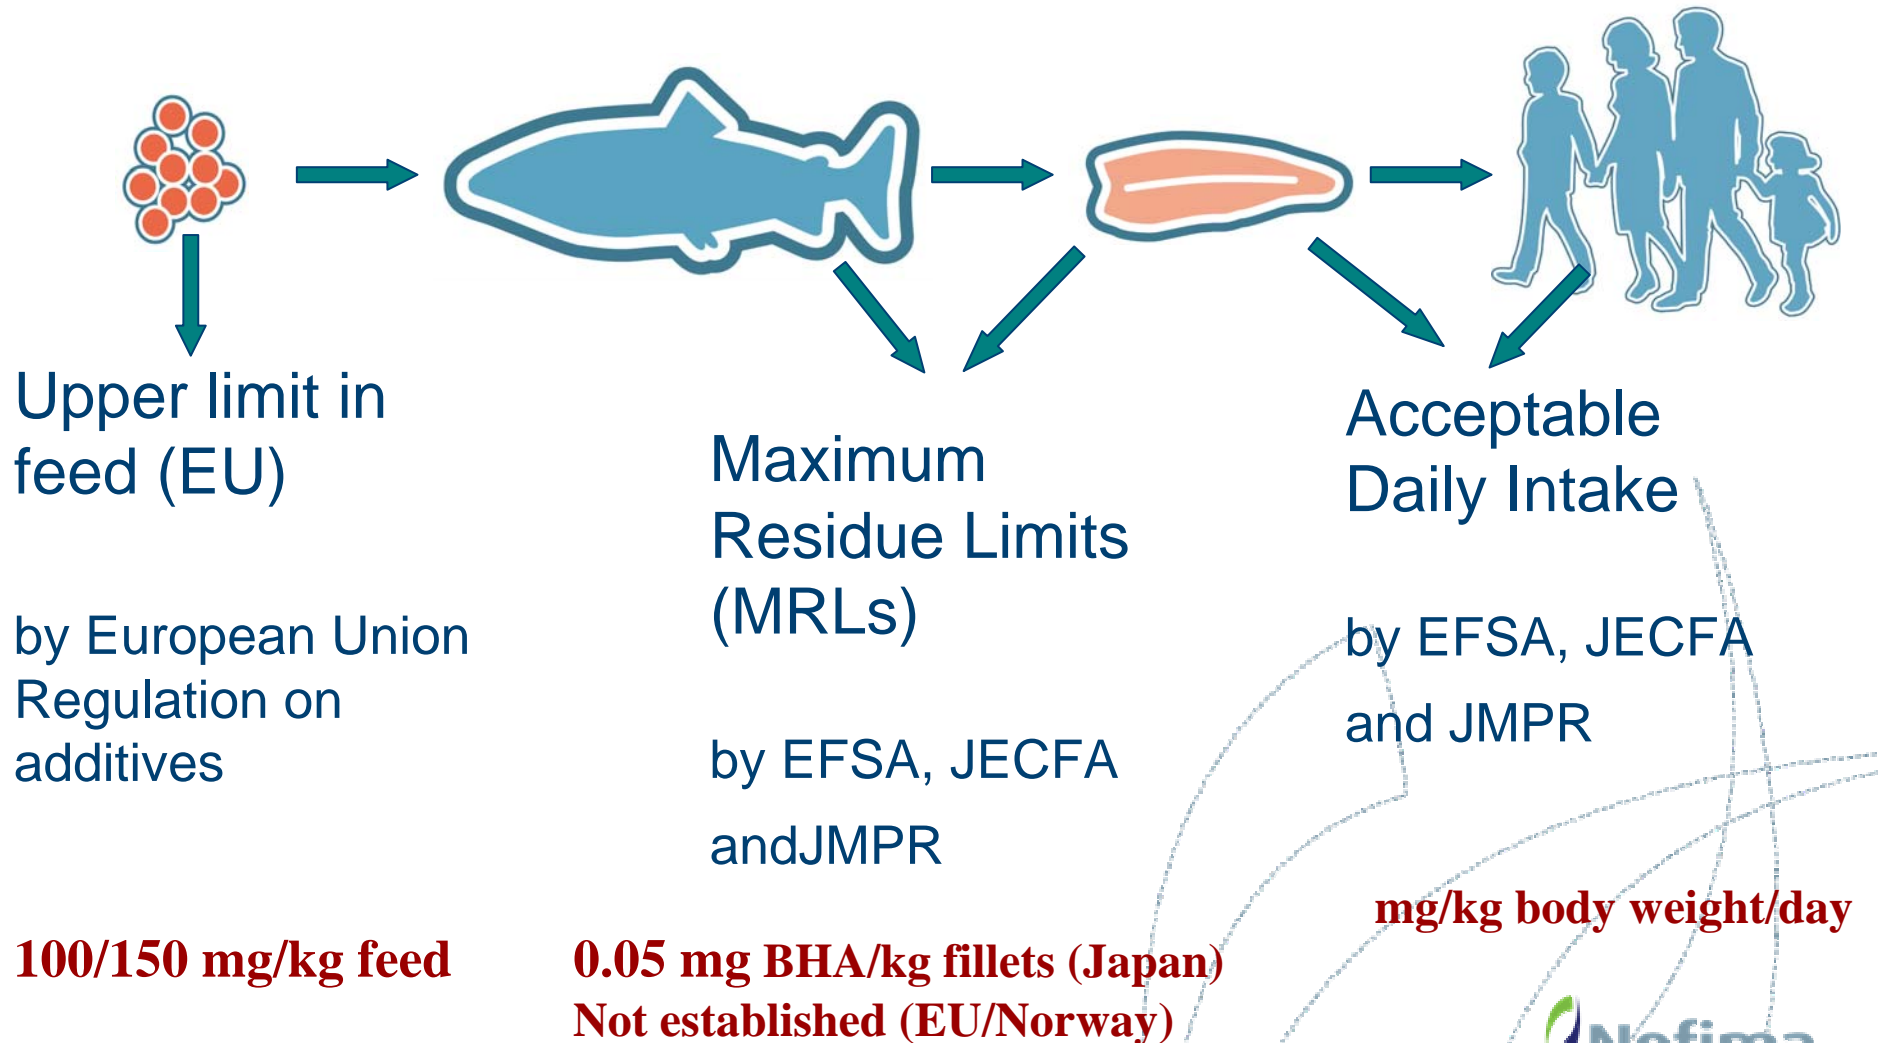 Upper limit in
feed (EU)
by European Union
Regulation on
additives
100/150 mg/kg feed
Maximum
Residue Limits
(MRLs)
by EFSA, JECFA
andJMPR
0.05 mg BHA/kg fillets (Japan)
Not established (EU/Norway)
Acceptable
Daily Intake
by EFSA, JECFA
and JMPR
mg/kg body weight/day
Nofima